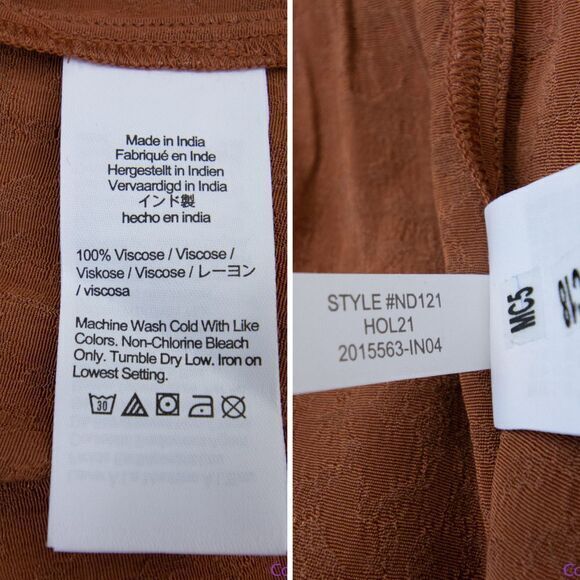 Made in India
Fabriqué en Inde
Hergestellt in Indien
Vervaardigd in India
インド製
hecho en india
100% Viscose / Viscose /
Viskose / Viscose / レーヨン
/ viscosa
Machine Wash Cold With Like
Colors. Non-Chlorine Bleach
Only. Tumble Dry Low. Iron on
Lowest Setting.
30
STYLE #ND121
HOL21
2015563-IN04
MC5